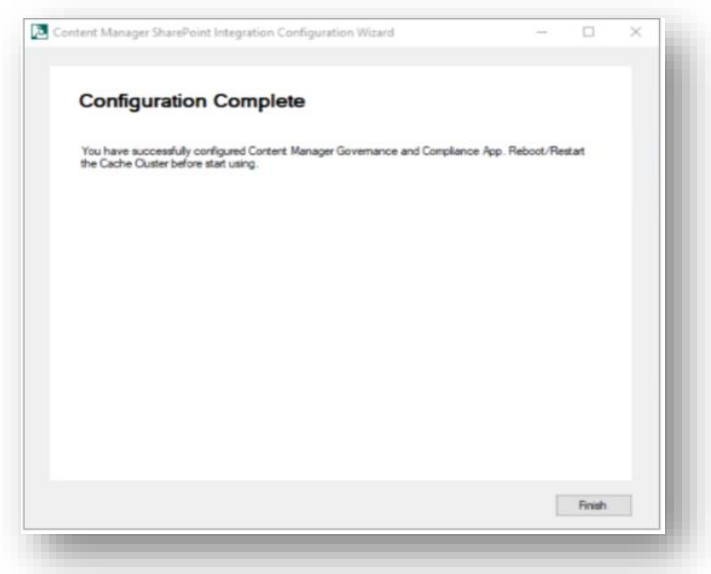 Content Manager SharePoint Integration Configuration Wizard
Configuration Complete
You have successfully configured Content Manager Governance and Compliance App. Reboot/Restart
the Cache Cluster before start using.
Finish